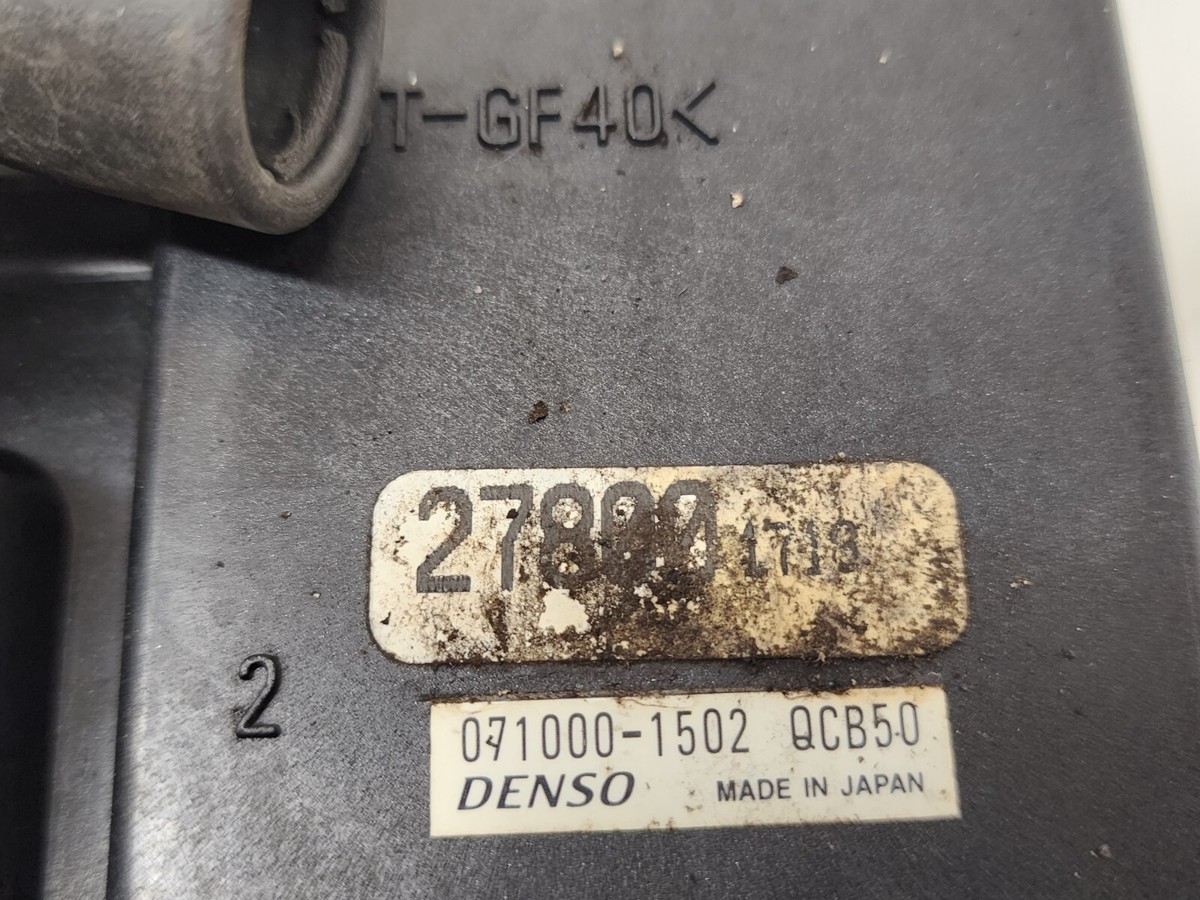 T-GF40<
2
071000-1502 QCB50
DENSO MADE IN JAPAN